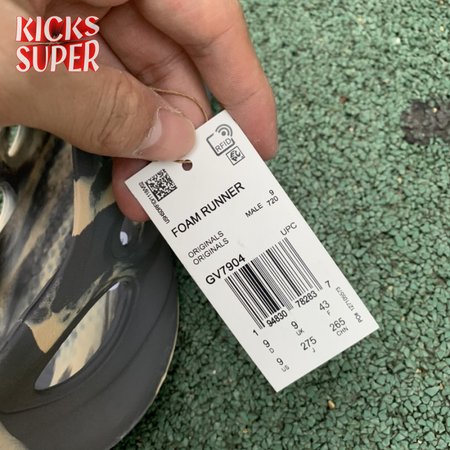 KICKS
SUPER
RFID
FOAM RUNNER
MALE
9
720
ORIGINALS
ORIGINALS
UPC
GV7904
1 94830 78283 7
9 9 43
D UK F
9 275 265
US J CHN